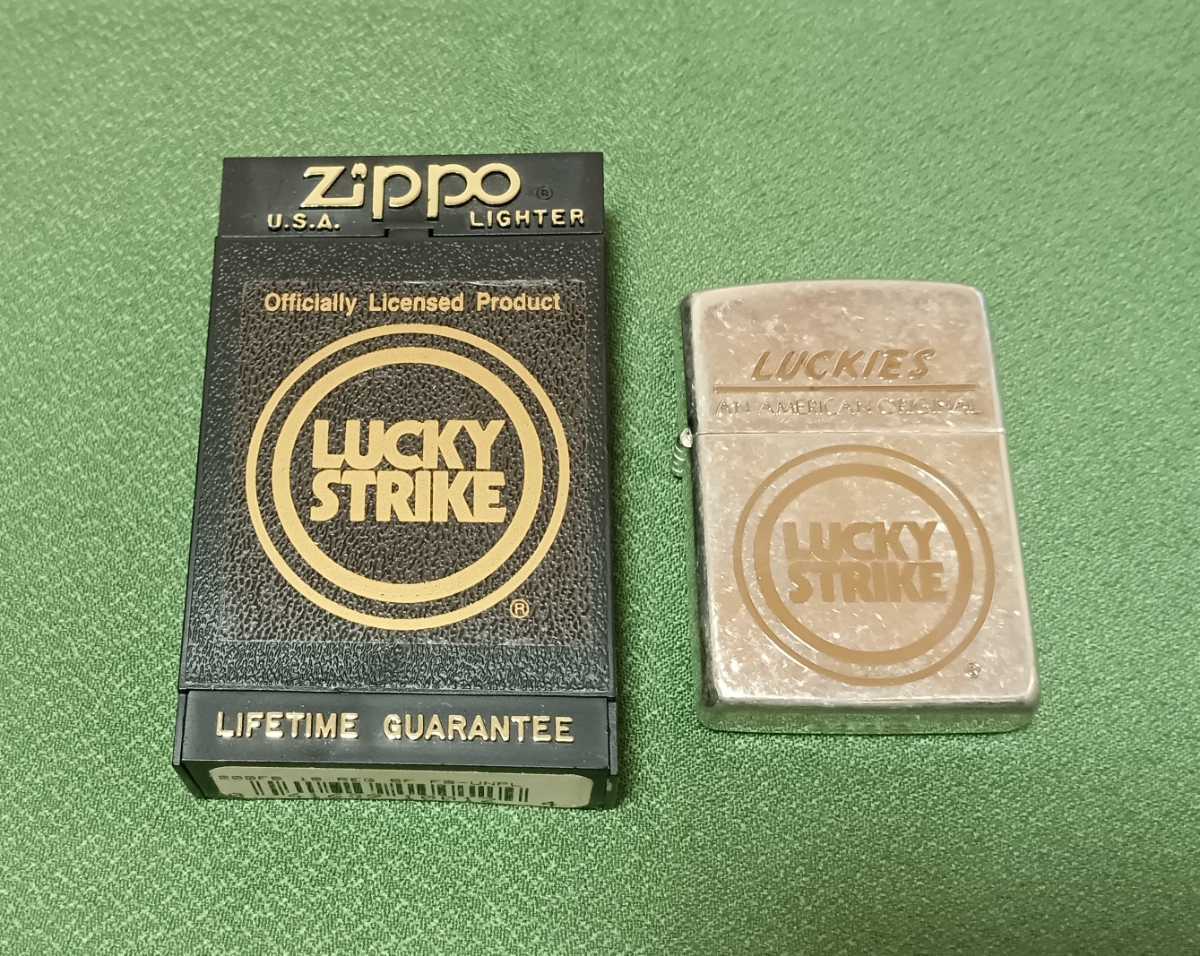 Zippo®
U.S.A. LIGHTER
Officially Licensed Product
LUCKY
STRIKE
®
LIFETIME GUARANTEE
LUCKIES
AN AMERICAN ORIGINAL
LUCKY
STRIKE
®